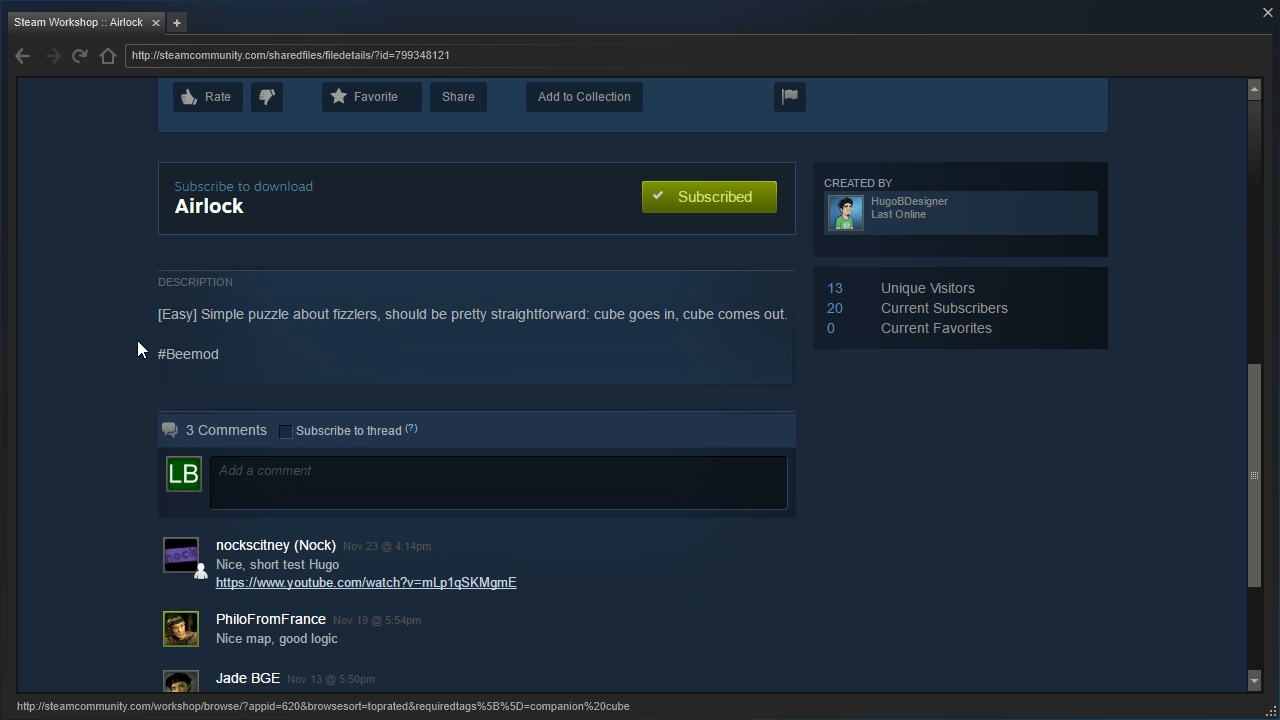 Steam Workshop :: Airlock
http://steamcommunity.com/sharedfiles/filedetails/?id=799348121
Rate
Favorite
Share
Add to Collection
Subscribe to download
Airlock
Subscribed
CREATED BY
HugoBDesigner
Last Online
13 Unique Visitors
20 Current Subscribers
0 Current Favorites
DESCRIPTION
[Easy] Simple puzzle about fizzlers, should be pretty straightforward: cube goes in, cube comes out.
#Beemod
3 Comments
Subscribe to thread (?)
LB
Add a comment
nock
nockscitney (Nock) Nov 23 @ 4:14pm
Nice, short test Hugo
https://www.youtube.com/watch?v=mLp1qSKMgmE
PhiloFromFrance Nov 19 @ 5:54pm
Nice map, good logic
Jade BGE Nov 13 @ 5:50pm
http://steamcommunity.com/workshop/browse/?appid=620&browsesort=toprated&requiredtags%5B%5D=companion%20cube